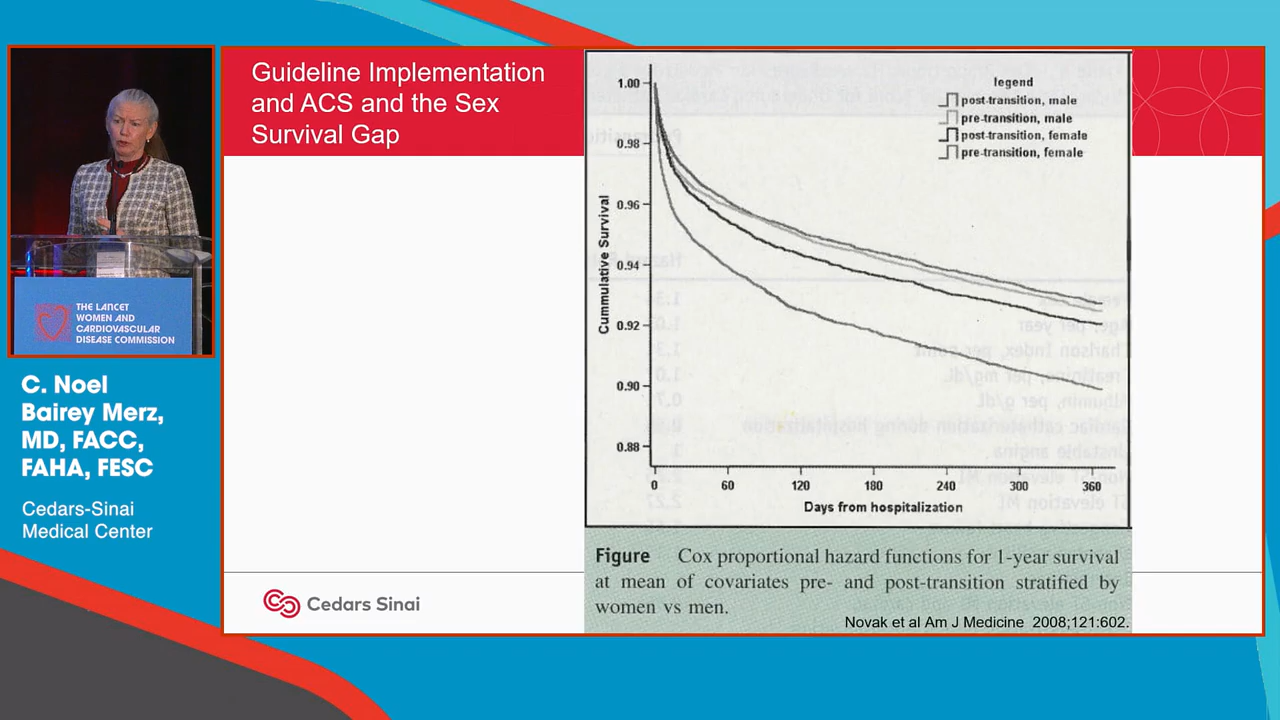 Guideline Implementation
and ACS and the Sex
Survival Gap
THE LANCET
WOMEN AND
CARDIOVASCULAR
DISEASE COMMISSION
C. Noel
Bairey Merz,
MD, FACC,
FAHA, FESC
Cedars-Sinai
Medical Center
Cedars Sinai
legend
post-transition, male
pre-transition, male
post-transition, female
pre-transition, female
Cummulative Survival
1.00
0.98
0.96
0.94
0.92
0.90
0.88
0 60 120 180 240 300 360
Days from hospitalization
Figure Cox proportional hazard functions for 1-year survival
at mean of covariates pre- and post-transition stratified by
women vs men.
Novak et al Am J Medicine 2008;121:602.